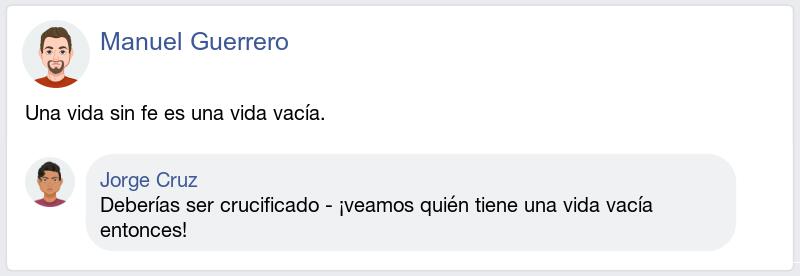 Manuel Guerrero
Una vida sin fe es una vida vacía.
Jorge Cruz
Deberías ser crucificado - ¡veamos quién tiene una vida vacía
entonces!